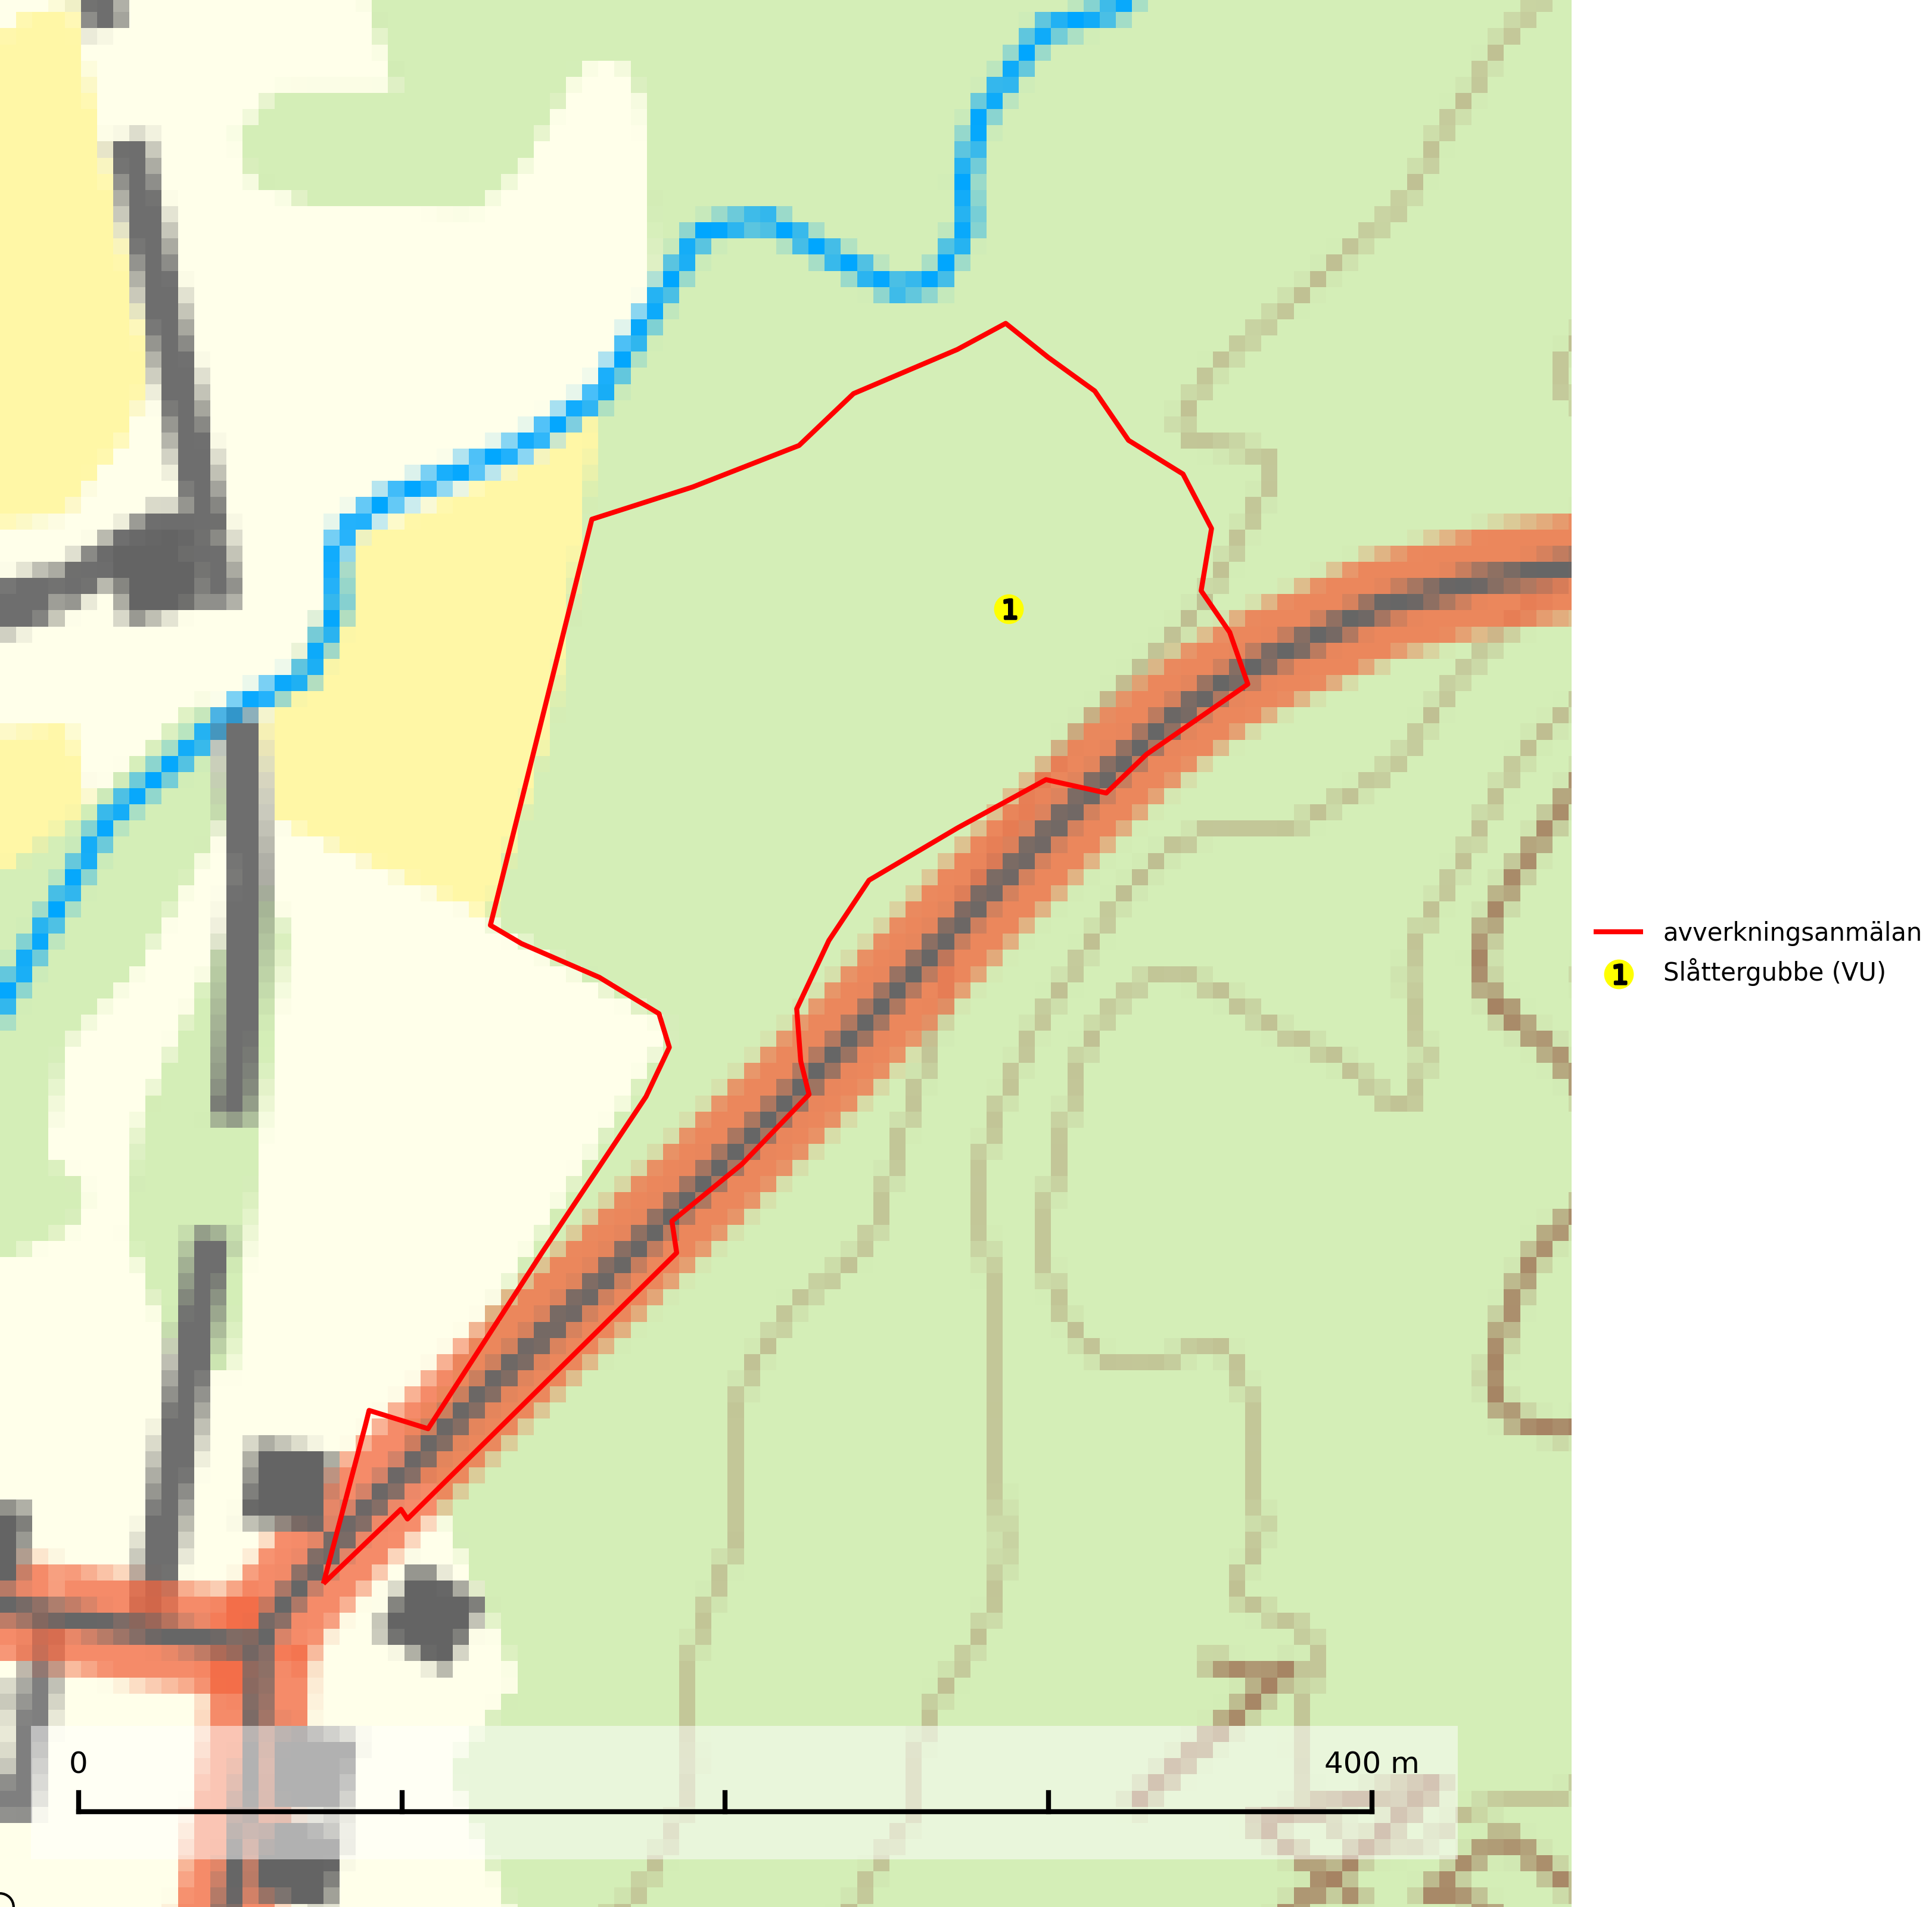 1
avverkningsanmälan
1 Slåttergubbe (VU)
0 400 m